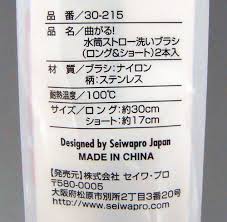 品 番／30-215
品 名／曲がる!
水筒ストロー洗いブラシ
(ロング&ショート)2本入
材 質／ブラシ:ナイロン
柄:ステンレス
耐熱温度／100℃
サイズ／ロング:約30cm
ショート:約17cm
Designed by Seiwapro Japan
MADE IN CHINA
【発売元】株式会社 セイワ・プロ
〒580-0005
大阪府松原市別所2丁目3番20号
http://www.seiwapro.com/